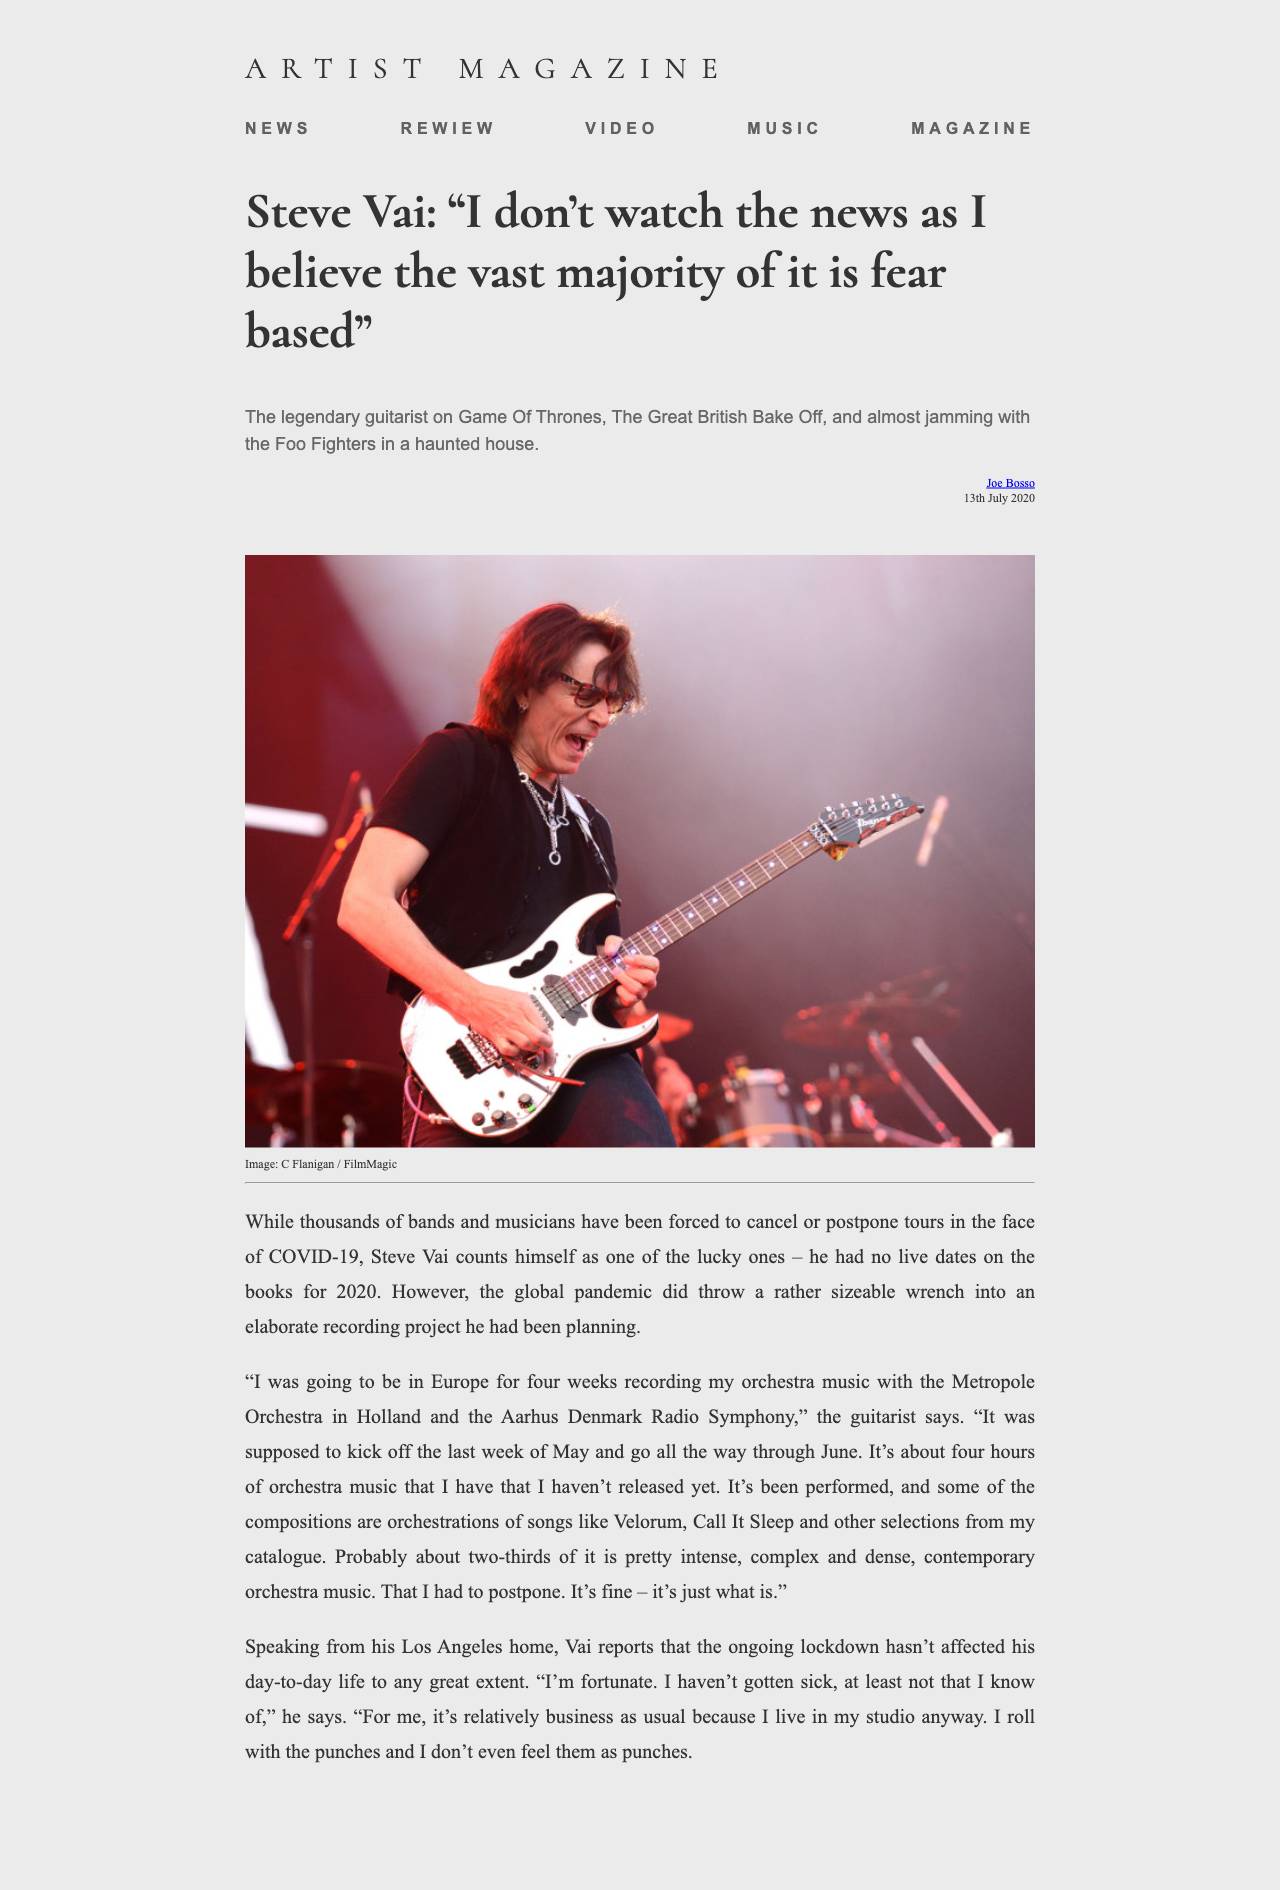 ARTIST MAGAZINE
NEWS REWIEW VIDEO MUSIC MAGAZINE
Steve Vai: “I don’t watch the news as I
believe the vast majority of it is fear
based”
The legendary guitarist on Game Of Thrones, The Great British Bake Off, and almost jamming with
the Foo Fighters in a haunted house.
Joe Bosso
13th July 2020
Ibanez
Image: C Flanigan / FilmMagic
While thousands of bands and musicians have been forced to cancel or postpone tours in the face
of COVID-19, Steve Vai counts himself as one of the lucky ones – he had no live dates on the
books for 2020. However, the global pandemic did throw a rather sizeable wrench into an
elaborate recording project he had been planning.
“I was going to be in Europe for four weeks recording my orchestra music with the Metropole
Orchestra in Holland and the Aarhus Denmark Radio Symphony,” the guitarist says. “It was
supposed to kick off the last week of May and go all the way through June. It’s about four hours
of orchestra music that I have that I haven’t released yet. It’s been performed, and some of the
compositions are orchestrations of songs like Velorum, Call It Sleep and other selections from my
catalogue. Probably about two-thirds of it is pretty intense, complex and dense, contemporary
orchestra music. That I had to postpone. It’s fine – it’s just what is.”
Speaking from his Los Angeles home, Vai reports that the ongoing lockdown hasn’t affected his
day-to-day life to any great extent. “I’m fortunate. I haven’t gotten sick, at least not that I know
of,” he says. “For me, it’s relatively business as usual because I live in my studio anyway. I roll
with the punches and I don’t even feel them as punches.